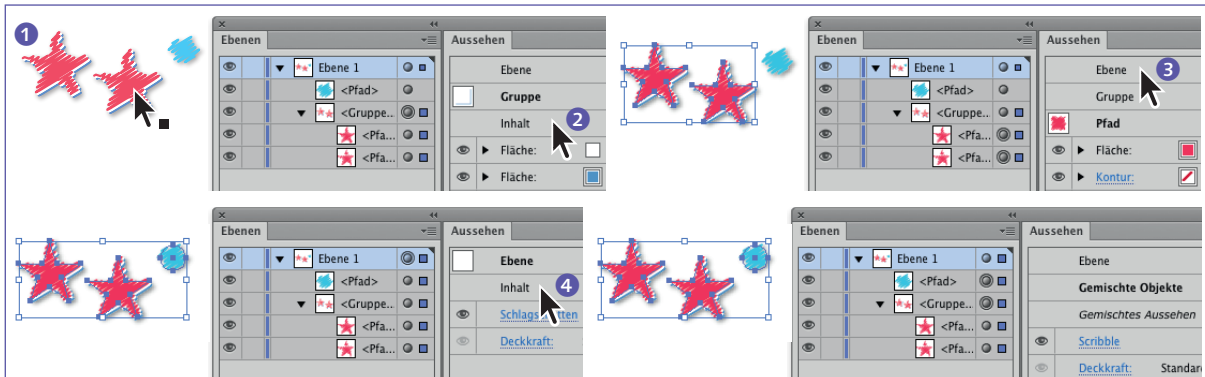 1
Ebenen
Ebene 1
<Pfad>
<Gruppe...
<Pfa...
<Pfa...
Aussehen
Ebene
Gruppe
Inhalt
2
Fläche:
Fläche:
Ebenen
Ebene 1
<Pfad>
<Gruppe...
<Pfa...
<Pfa...
Aussehen
Ebene
3
Gruppe
Pfad
Fläche:
Kontur:
Ebenen
Ebene 1
<Pfad>
<Gruppe...
<Pfa...
<Pfa...
Aussehen
Ebene
Inhalt
4
Deckkraft:
Ebenen
Ebene 1
<Pfad>
<Gruppe...
<Pfa...
<Pfa...
Aussehen
Ebene
Gemischte Objekte
Gemischtes Aussehen
Scribble
Deckkraft: Standar